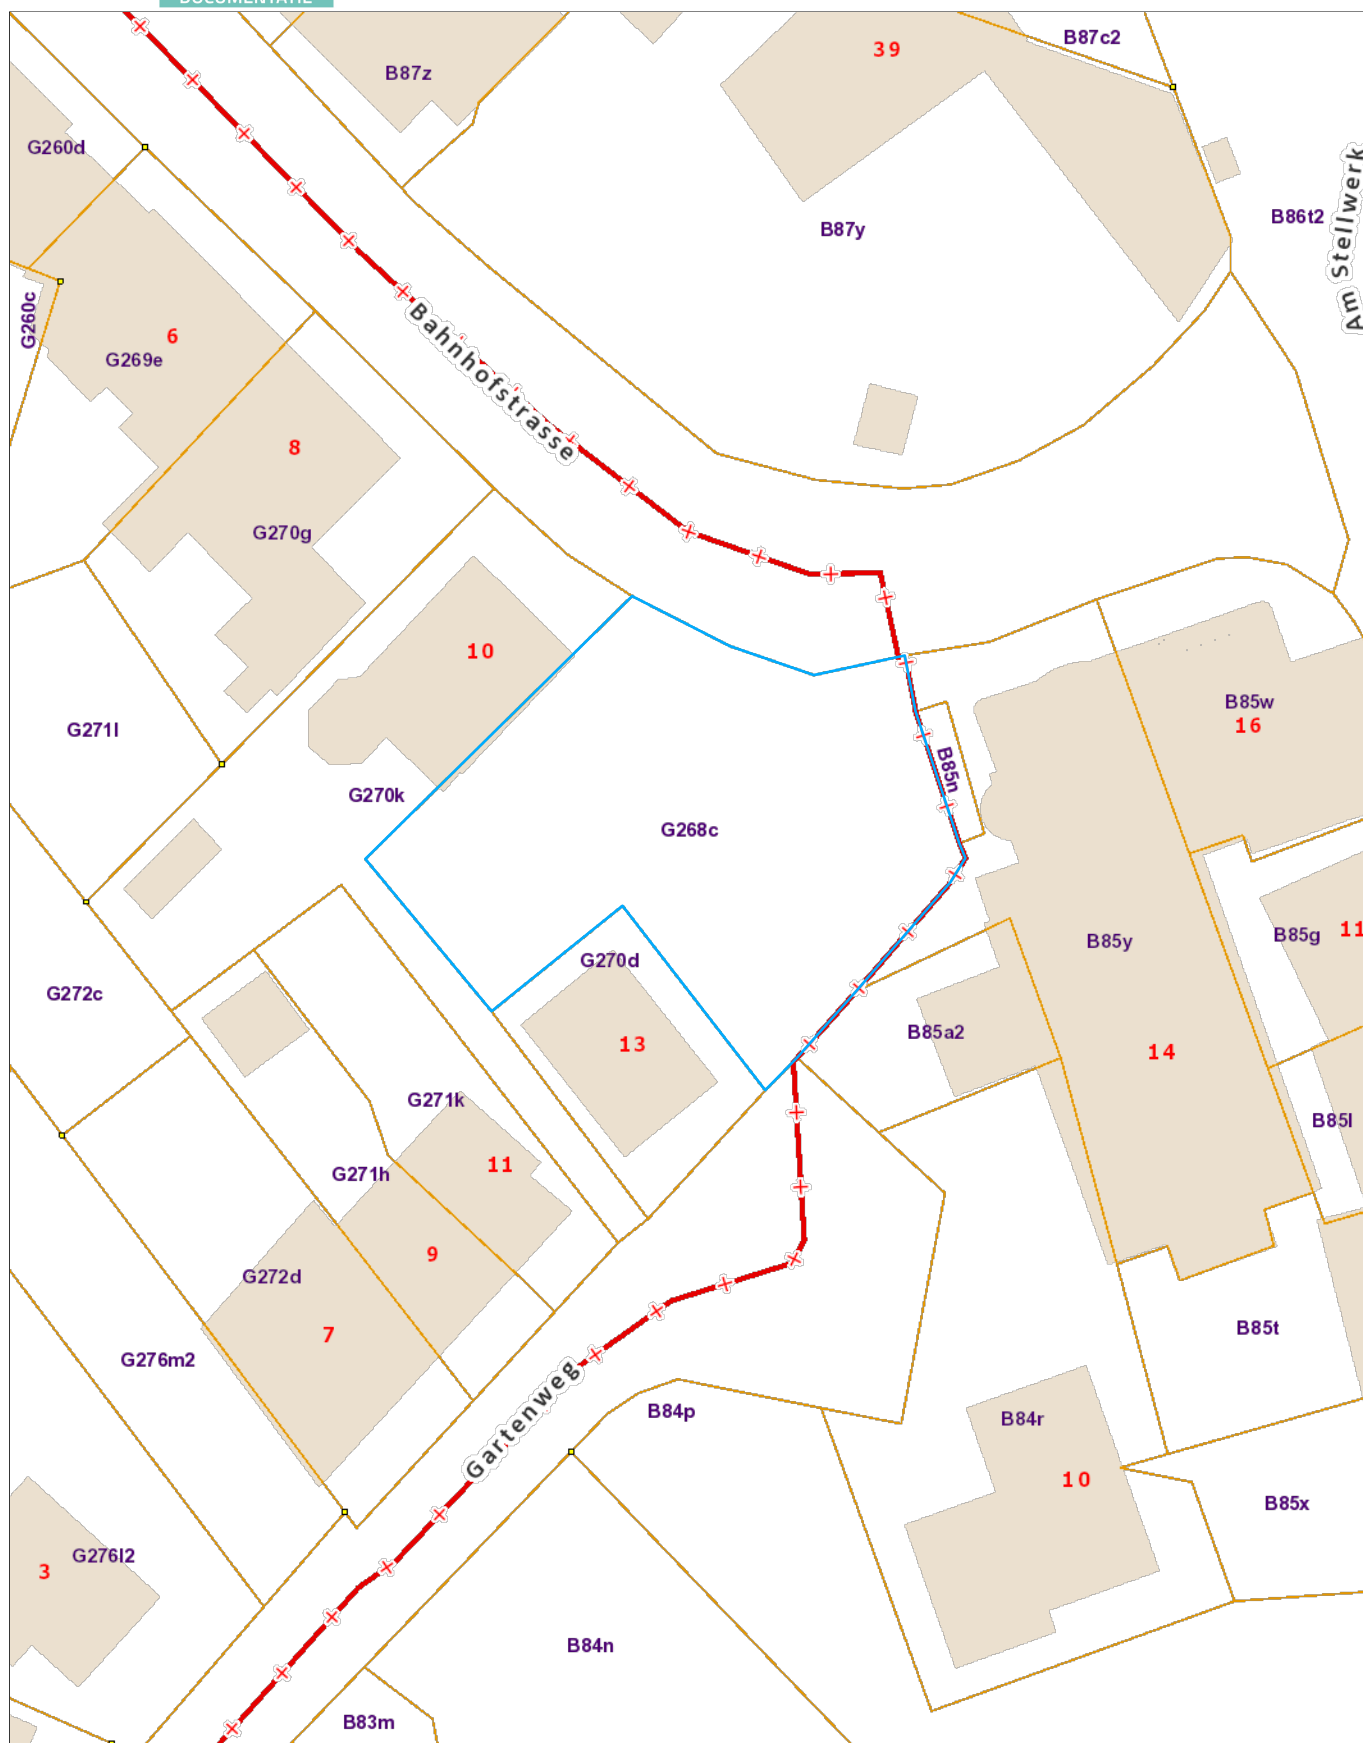 DOCUMENTATIE
39
B87c2
B87z
G260d
Am Stellwerk
B86t2
B87y
G260c
6
G269e
Bahnhofstrasse
8
G270g
10
B85w
16
G271l
B85n
G270k
G268c
B85g
11
B85y
G270d
G272c
B85a2
13
14
G271k
B85l
11
G271h
9
G272d
B85t
7
G276m2
Gartenweg
B84p
B84r
10
B85x
G276l2
3
B84n
B83m